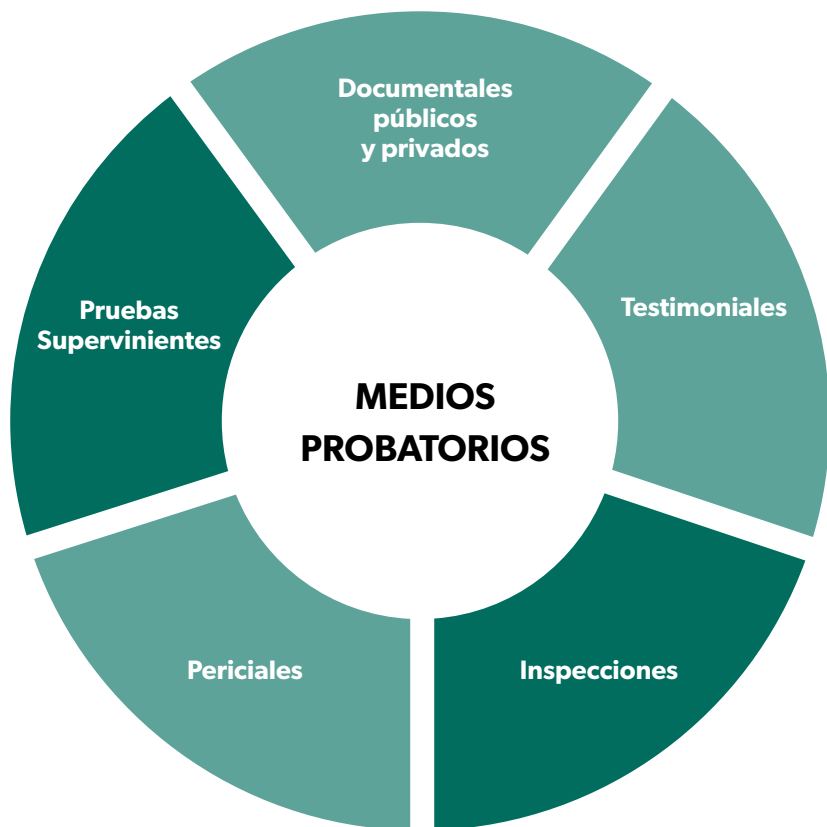 Documentales
públicos
y privados
Testimoniales
Inspecciones
Periciales
Pruebas
Supervinientes
MEDIOS
PROBATORIOS